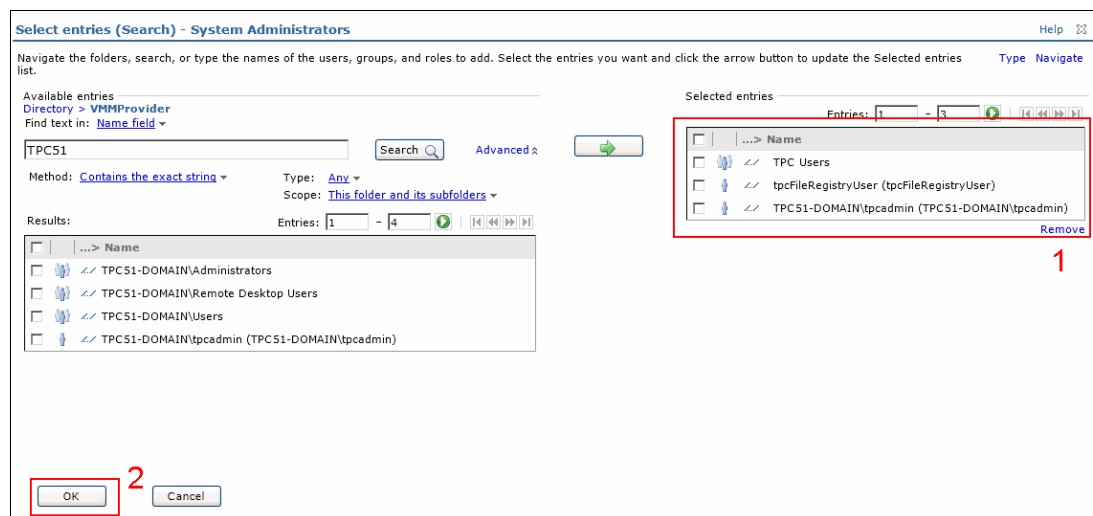 Select entries (Search) - System Administrators Help
Navigate the folders, search, or type the names of the users, groups, and roles to add. Select the entries you want and click the arrow button to update the Selected entries list. Type Navigate
Available entries
Directory > VMMProvider
Find text in: Name field
TPC51 Search Advanced
Method: Contains the exact string Type: Any
Scope: This folder and its subfolders
Results: Entries: 1 - 4
...> Name
TPC51-DOMAIN\Administrators
TPC51-DOMAIN\Remote Desktop Users
TPC51-DOMAIN\Users
TPC51-DOMAIN\tpcadmin (TPC51-DOMAIN\tpcadmin)
Selected entries
Entries: 1 - 3
...> Name
TPC Users
tpcFileRegistryUser (tpcFileRegistryUser)
TPC51-DOMAIN\tpcadmin (TPC51-DOMAIN\tpcadmin)
Remove
1
OK 2 Cancel